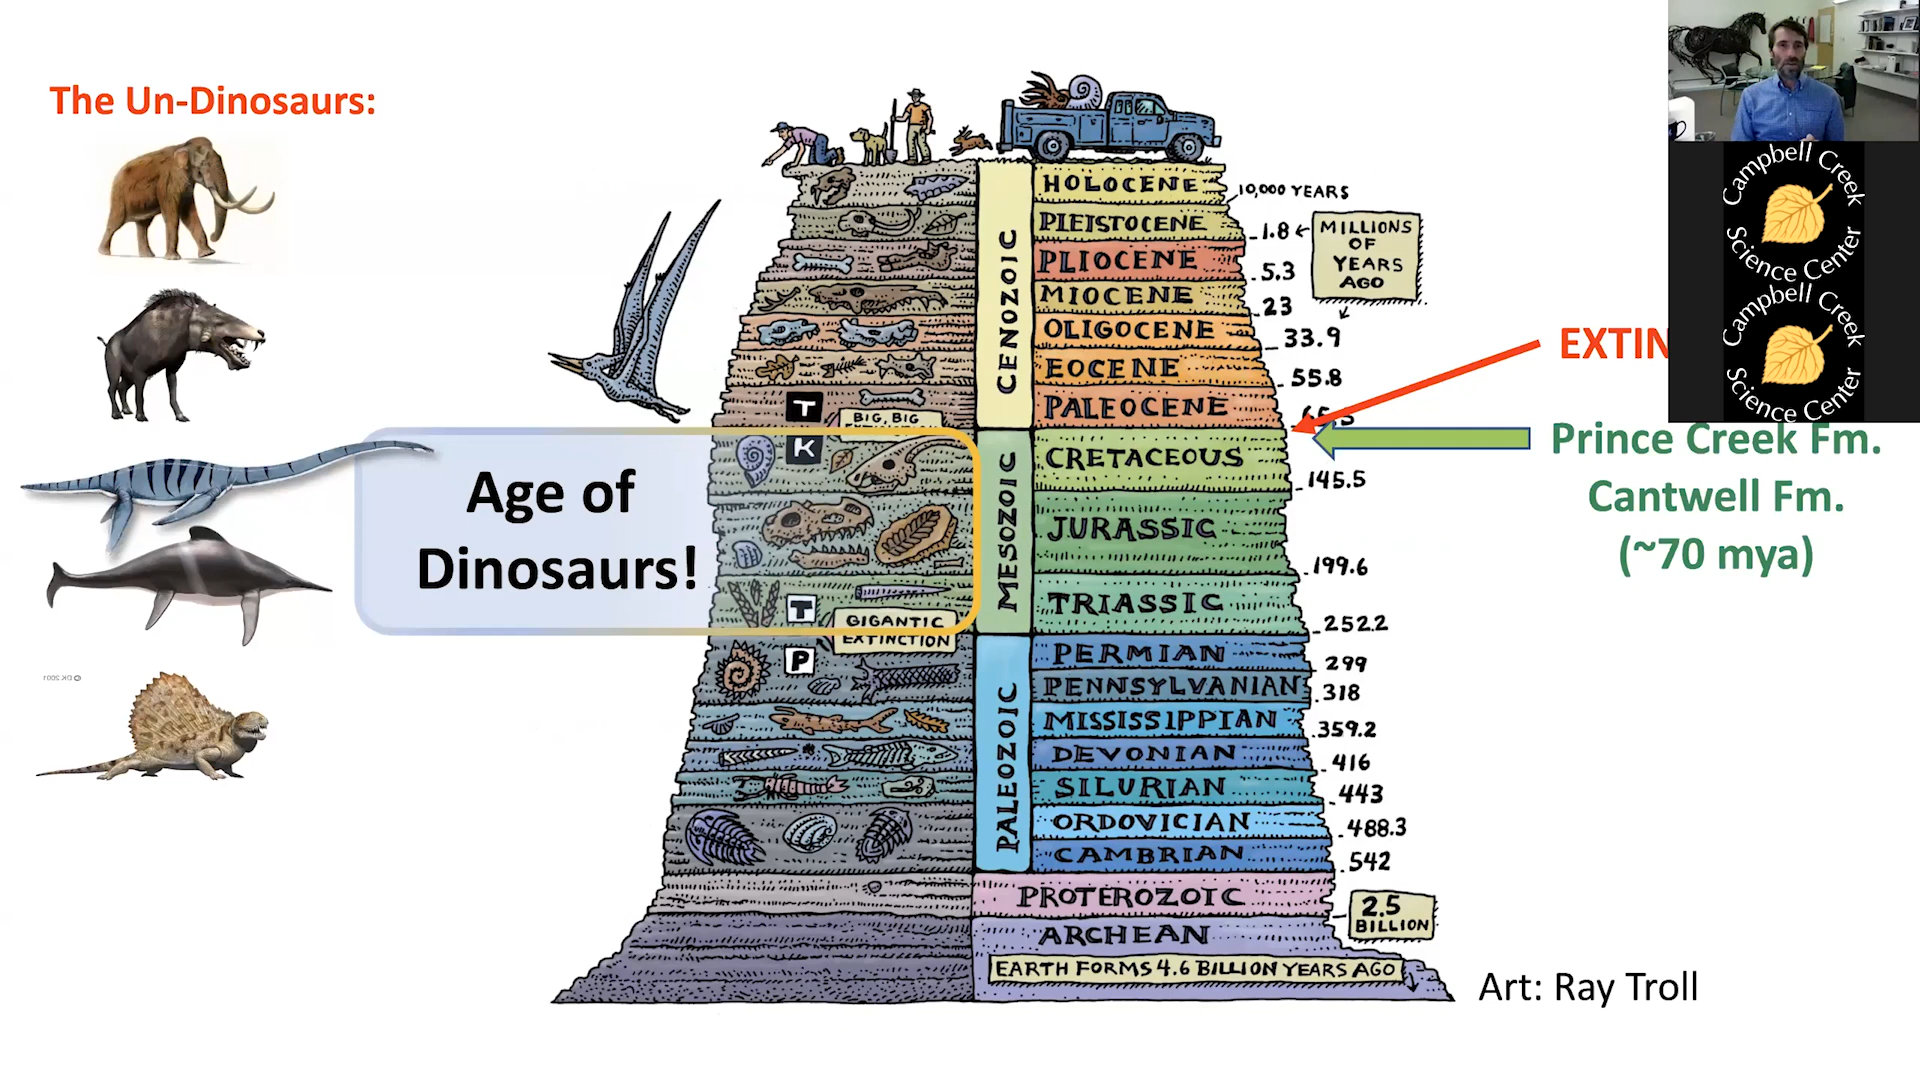 The Un-Dinosaurs:
© DK 2001
Age of
Dinosaurs!
T
BIG, BIG
K
T
GIGANTIC
EXTINCTION
P
CENOZOIC
MESOZOIC
PALEOZOIC
HOLOCENE
PLEISTOCENE
PLIOCENE
MIOCENE
OLIGOCENE
EOCENE
PALEOCENE
CRETACEOUS
JURASSIC
TRIASSIC
PERMIAN
PENNSYLVANIAN
MISSISSIPPIAN
DEVONIAN
SILURIAN
ORDOVICIAN
CAMBRIAN
PROTEROZOIC
ARCHEAN
EARTH FORMS 4.6 BILLION YEARS AGO
10,000 YEARS
1.8
MILLIONS
OF
YEARS
AGO
5.3
23
33.9
55.8
65.5
145.5
199.6
252.2
299
318
359.2
416
443
488.3
542
2.5
BILLION
EXTIN
Prince Creek Fm.
Cantwell Fm.
(~70 mya)
Art: Ray Troll
Campbell Creek
Science Center
Campbell Creek
Science Center